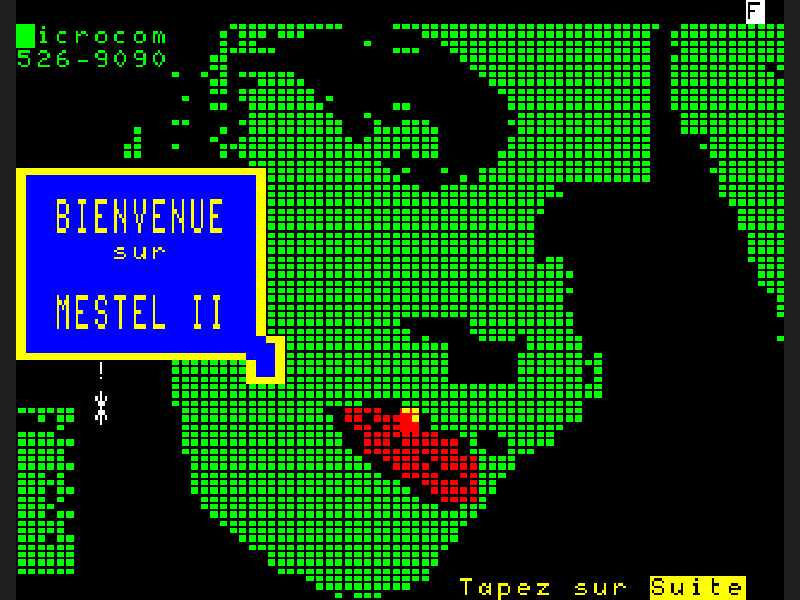 F
icrocom
526-9090
BIENVENUE
sur
MESTEL II
!
Tapez sur Suite